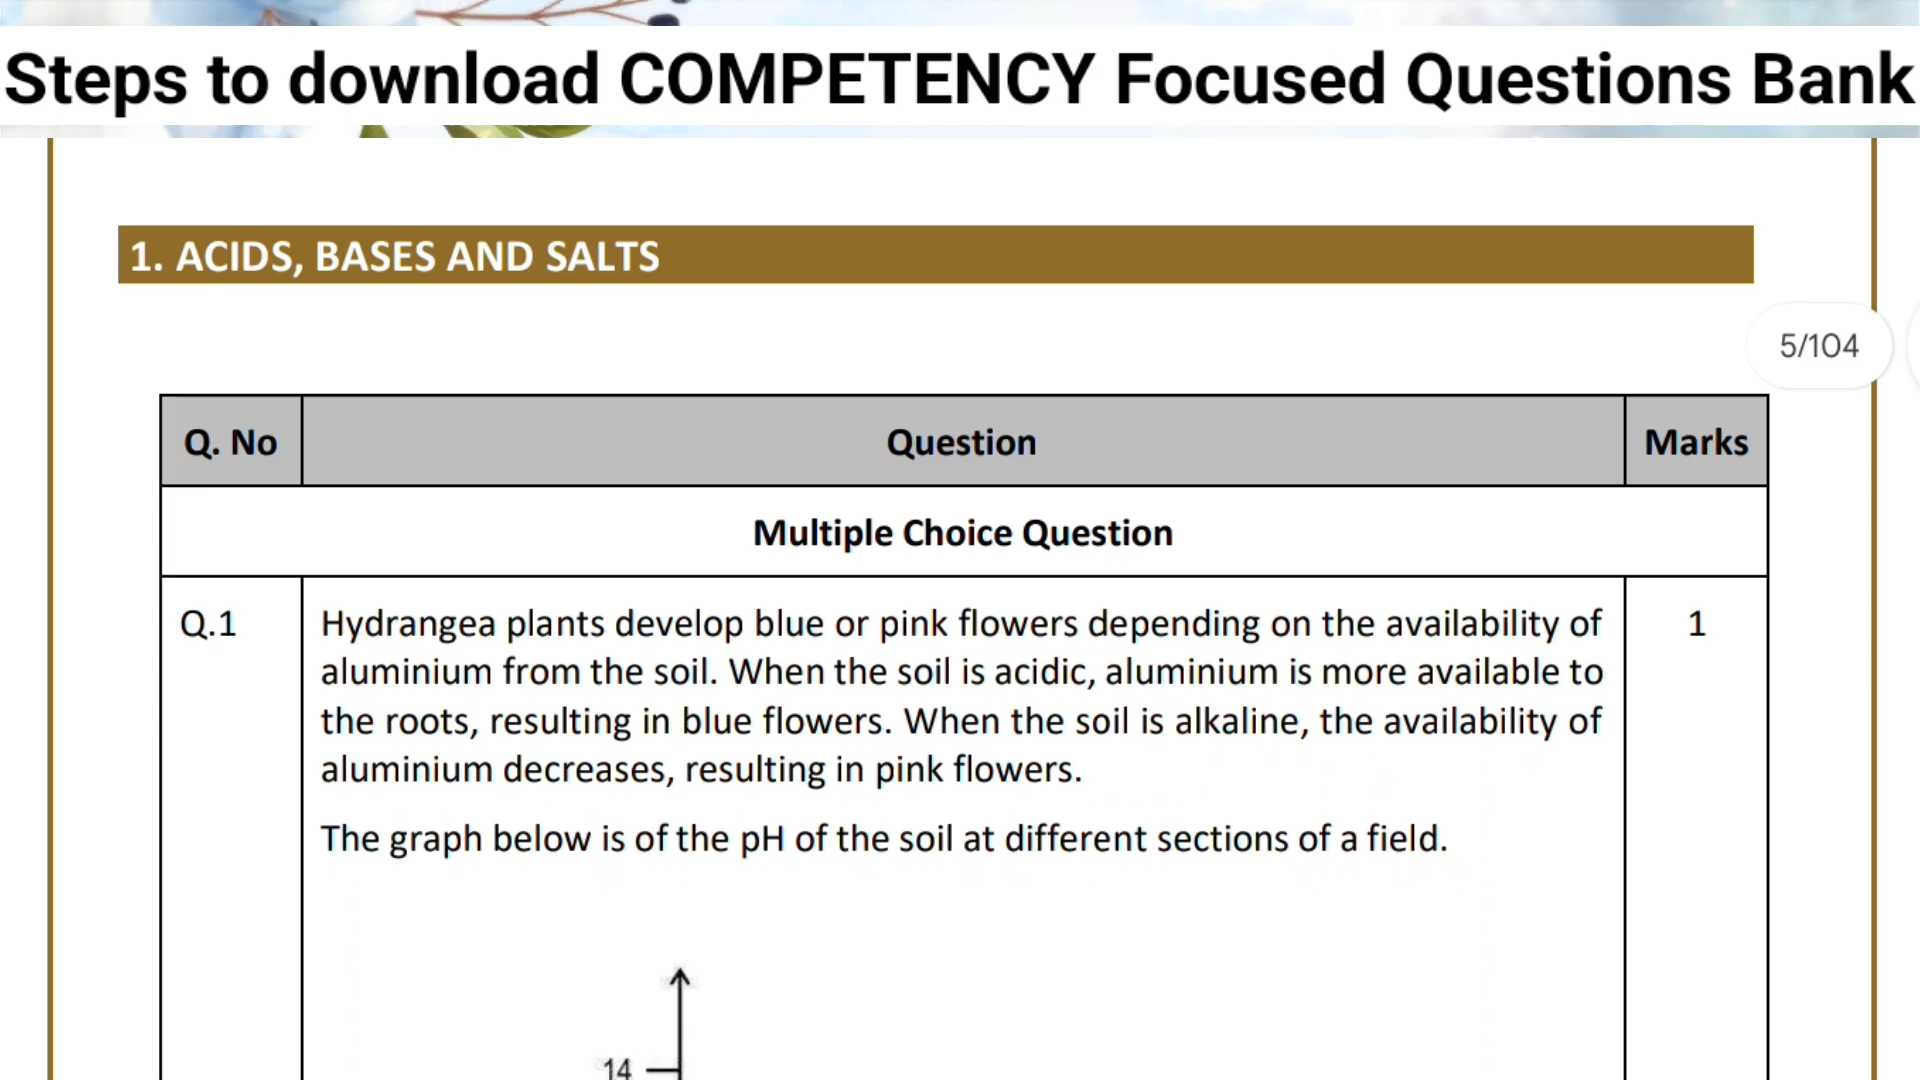 Steps to download COMPETENCY Focused Questions Bank
1. ACIDS, BASES AND SALTS
5/104
Q. No Question Marks
Multiple Choice Question
Q.1 Hydrangea plants develop blue or pink flowers depending on the availability of 1
aluminium from the soil. When the soil is acidic, aluminium is more available to
the roots, resulting in blue flowers. When the soil is alkaline, the availability of
aluminium decreases, resulting in pink flowers.
The graph below is of the pH of the soil at different sections of a field.
14